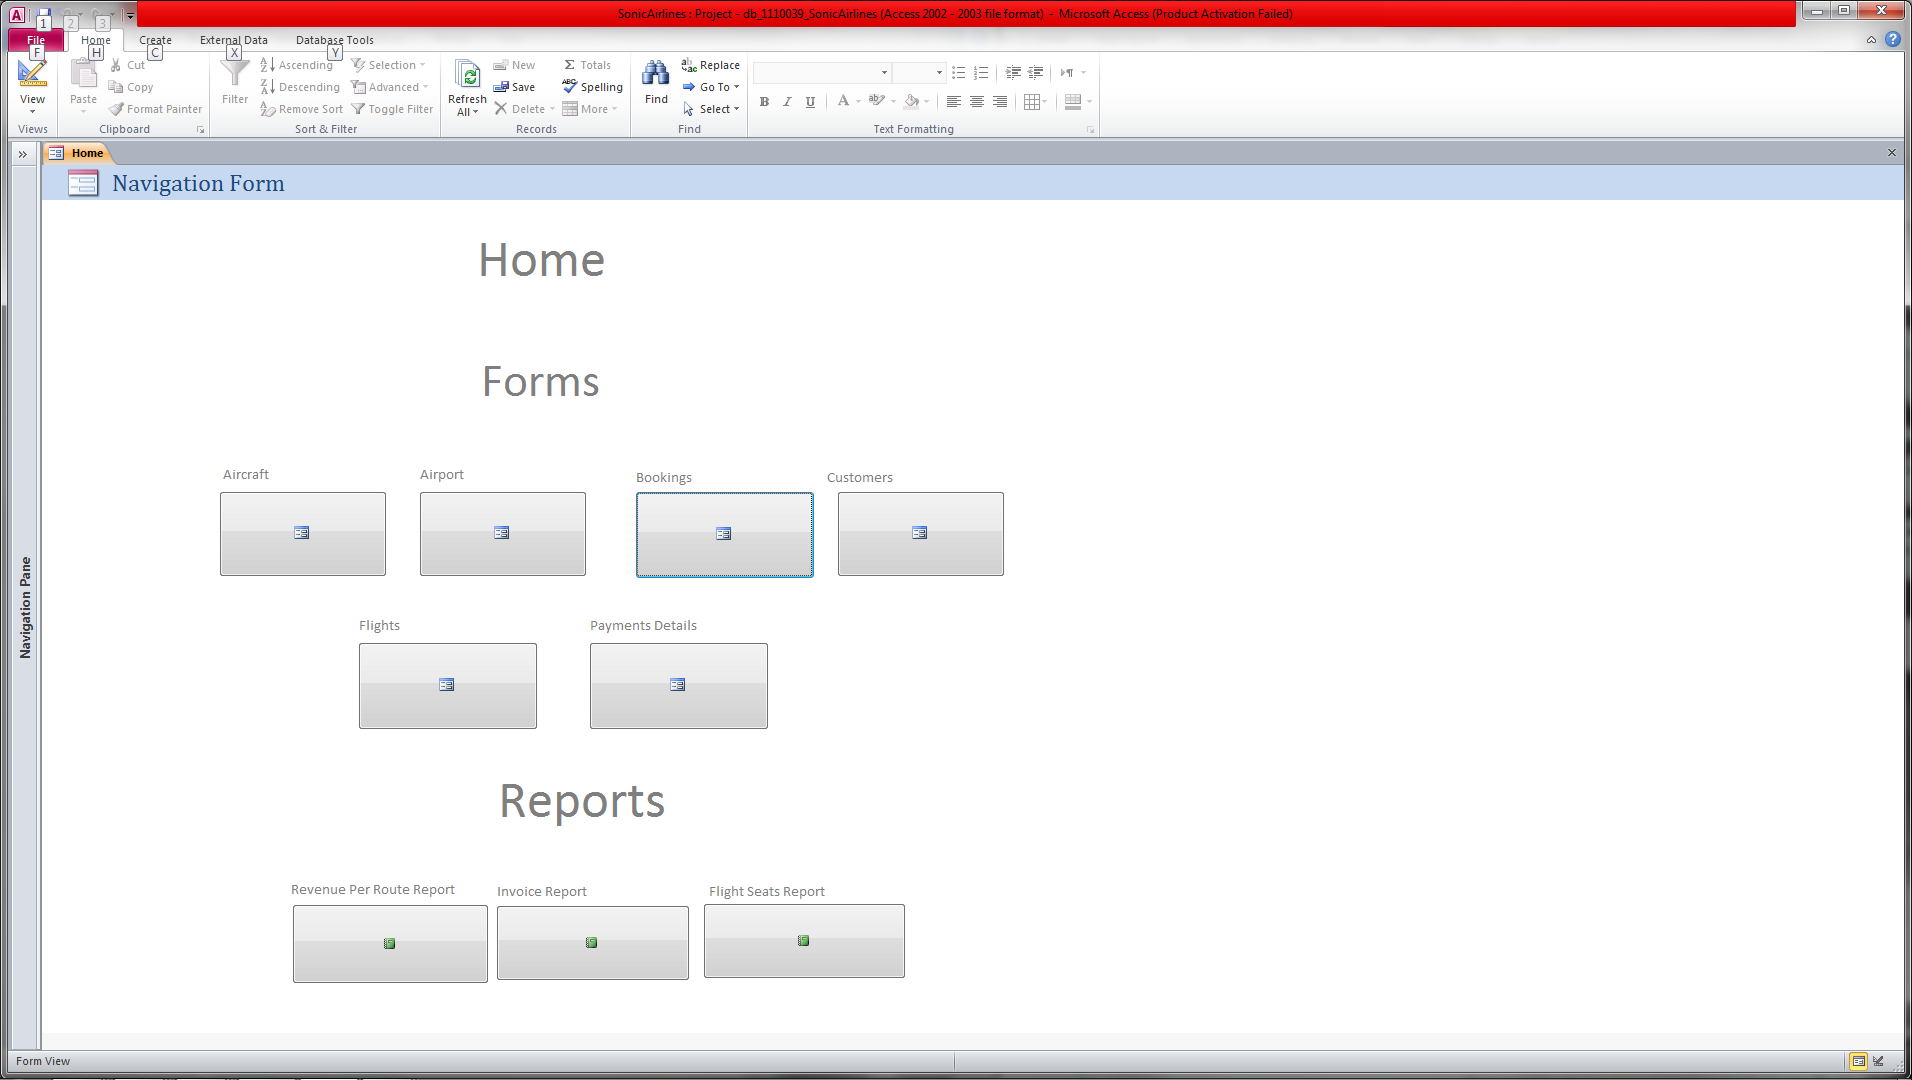 SonicAirlines : Project - db_1110039_SonicAirlines (Access 2002 - 2003 file format) - Microsoft Access (Product Activation Failed)
1 2 3
File Home Create External Data Database Tools
F H C X Y
View
Views
Paste
Cut
Copy
Format Painter
Clipboard
Filter
Ascending
Descending
Remove Sort
Selection
Advanced
Toggle Filter
Sort & Filter
Refresh All
New
Save
Delete
Totals
Spelling
More
Records
Find
Replace
Go To
Select
Find
B I U A
Text Formatting
Home
Navigation Form
Navigation Pane
Home
Forms
Aircraft Airport Bookings Customers
Flights Payments Details
Reports
Revenue Per Route Report Invoice Report Flight Seats Report
Form View